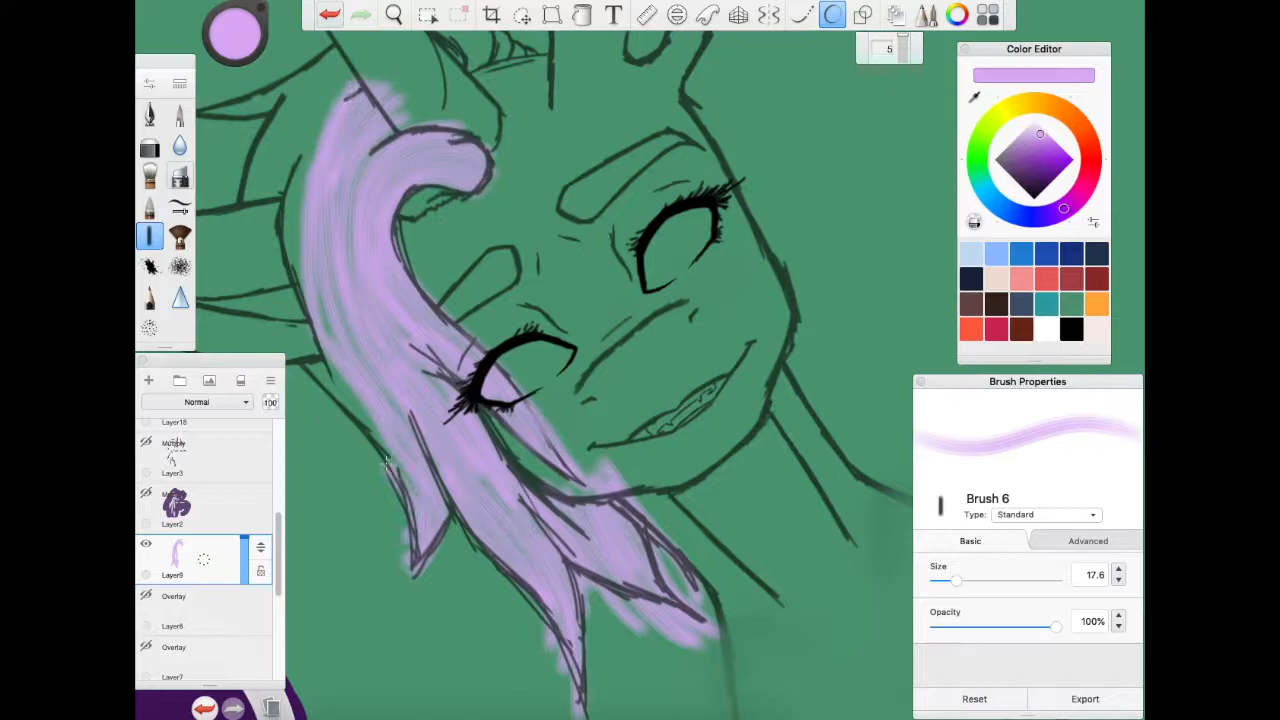 T
5
Color Editor
Normal
100
Layer18
Multiply
Layer3
Layer2
Layer9
Overlay
Layer8
Overlay
Layer7
Brush Properties
Brush 6
Type: Standard
Basic Advanced
Size
17.6
Opacity
100%
Reset Export